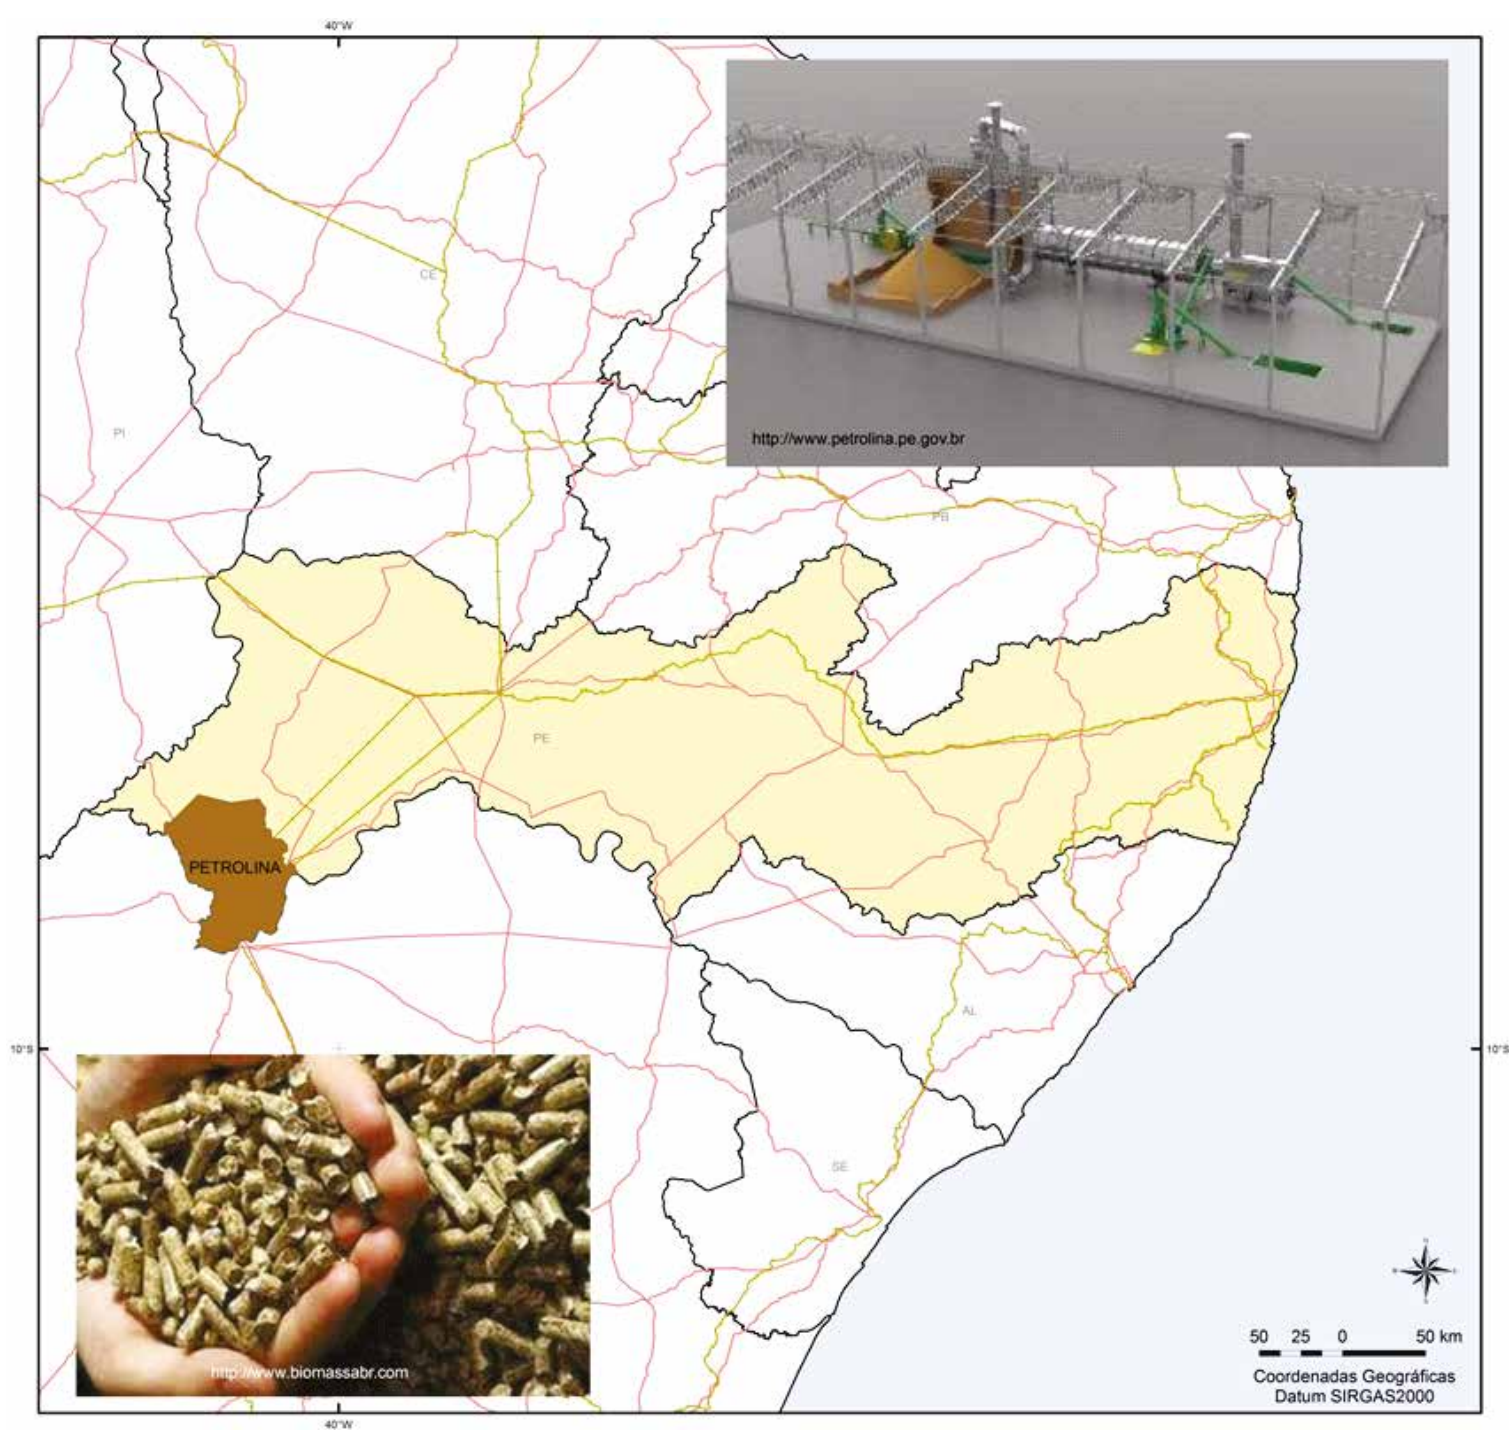 40°W
CE
PI
http://www.petrolina.pe.gov.br
PB
PE
PETROLINA
AL
10°S
10°S
SE
50 25 0 50 km
http://www.biomassabr.com
Coordenadas Geográficas
Datum SIRGAS2000
40°W